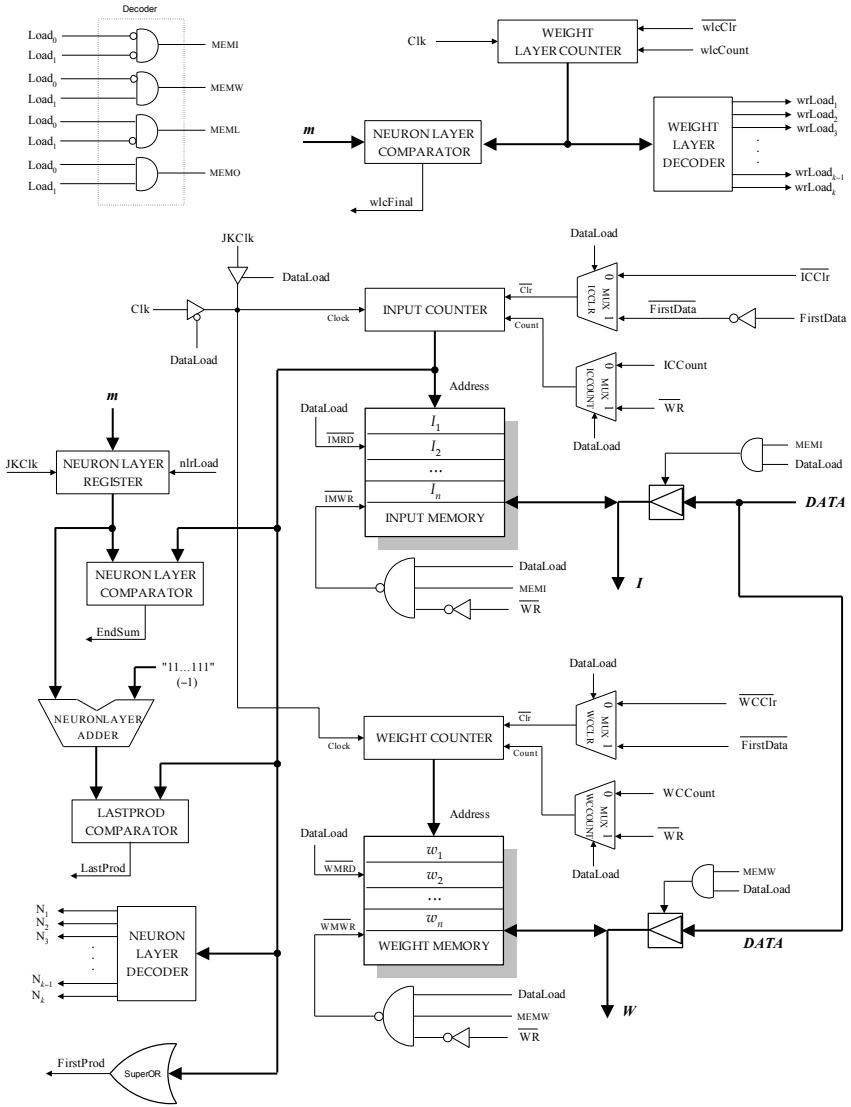 Decoder
Load0
Load1
MEMI
Load0
Load1
MEMW
Load0
Load1
MEML
Load0
Load1
MEMO
Clk
WEIGHT
LAYER COUNTER
wlcClr
wlcCount
m
NEURON LAYER
COMPARATOR
wlcFinal
WEIGHT
LAYER
DECODER
wrLoad1
wrLoad2
wrLoad3
.
.
.
wrLoadk−1
wrLoadk
JKClk
DataLoad
Clk
DataLoad
Clock
INPUT COUNTER
Clr
Count
DataLoad
0 MUX 1
ICCLR
ICClr
FirstData
FirstData
0 MUX 1
ICCOUNT
ICCount
WR
DataLoad
Address
m
JKClk
NEURON LAYER
REGISTER
nlrLoad
DataLoad
IMRD
IMWR
I1
I2
...
In
INPUT MEMORY
MEMI
DataLoad
DATA
I
DataLoad
MEMI
WR
NEURON LAYER
COMPARATOR
EndSum
"11...111"
(−1)
NEURONLAYER
ADDER
Clock
WEIGHT COUNTER
Clr
Count
DataLoad
0 MUX 1
WCCLR
WCClr
FirstData
0 MUX 1
WCCOUNT
WCCount
WR
DataLoad
Address
LASTPROD
COMPARATOR
LastProd
DataLoad
WMRD
WMWR
w1
w2
...
wn
WEIGHT MEMORY
MEMW
DataLoad
DATA
W
DataLoad
MEMW
WR
N1
N2
N3
.
.
.
Nk−1
Nk
NEURON
LAYER
DECODER
FirstProd
SuperOR